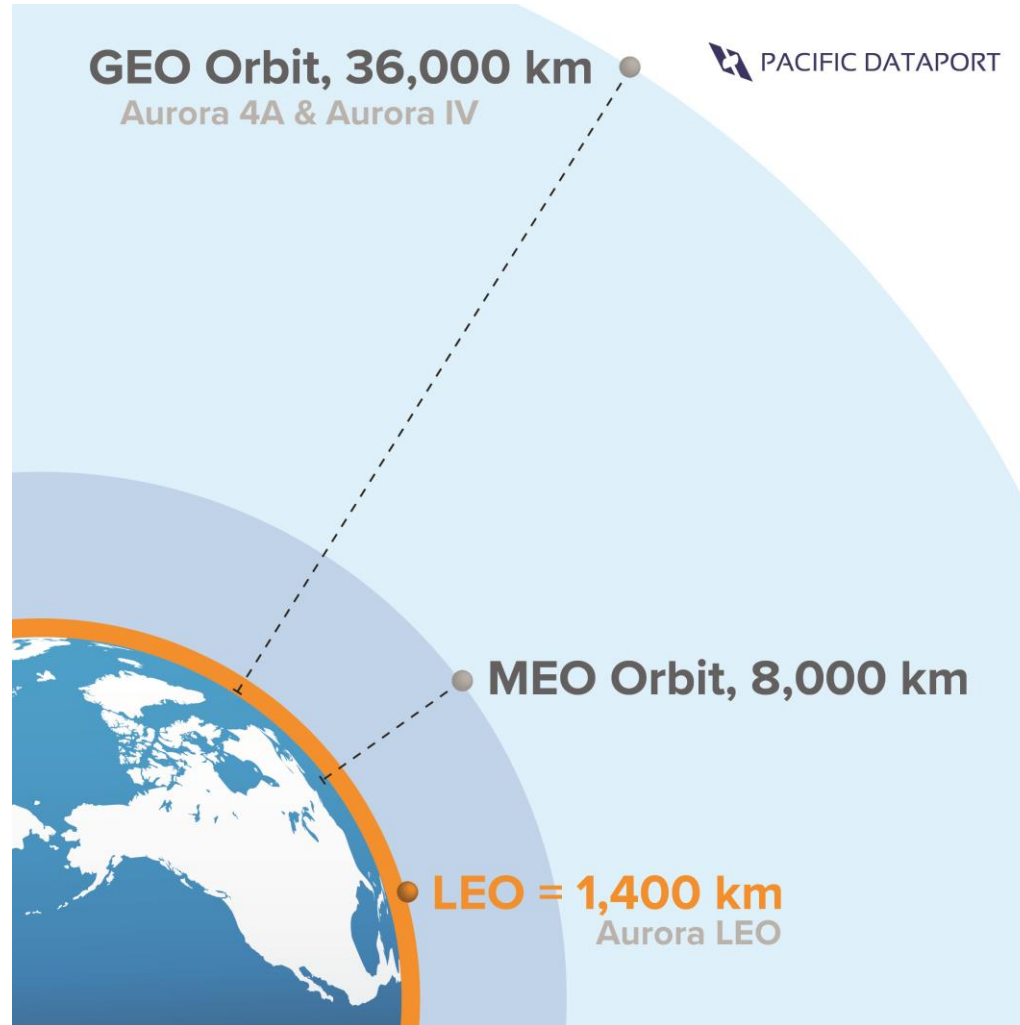 GEO Orbit, 36,000 km
Aurora 4A & Aurora IV
PACIFIC DATAPORT
MEO Orbit, 8,000 km
LEO = 1,400 km
Aurora LEO